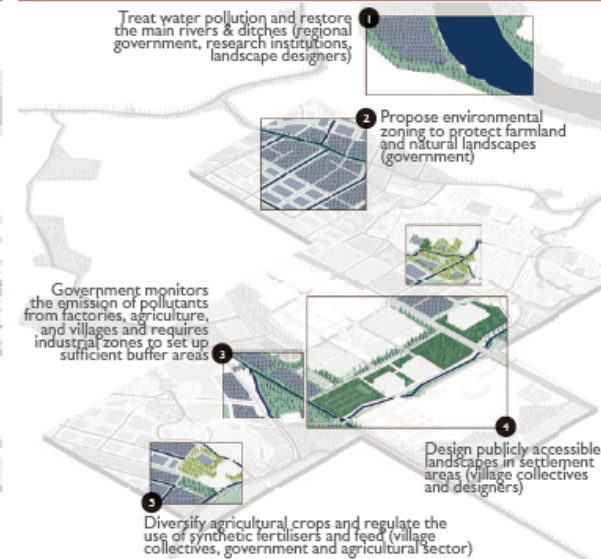 Treat water pollution and restore
the main rivers & ditches (regional
government, research institutions,
landscape designers)
1
2
Propose environmental
zoning to protect farmland
and natural landscapes
(government)
Government monitors
the emission of pollutants
from factories, agriculture,
and villages and requires
industrial zones to set up
sufficient buffer areas
3
4
Design publicly accessible
landscapes in settlement
areas (village collectives
and designers)
5
Diversify agricultural crops and regulate the
use of synthetic fertilisers and feed (village
collectives, government and agricultural sector)